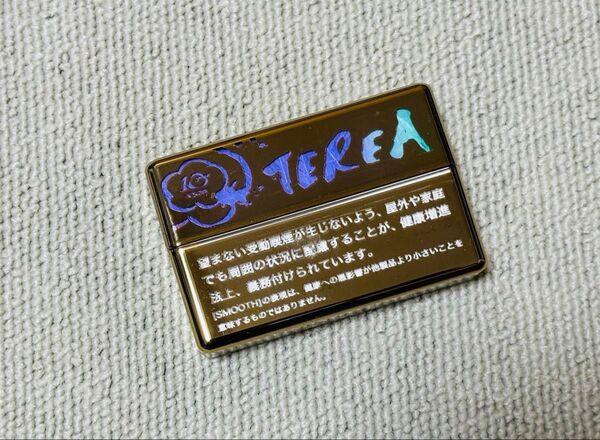 10
TEREA
望まない受動喫煙が生じないよう、屋外や家庭
でも周囲の状況に配慮することが、健康増進
法上、義務付けられています。
[SMOOTH]の表現は、健康への悪影響が他製品より小さいことを
意味するものではありません。